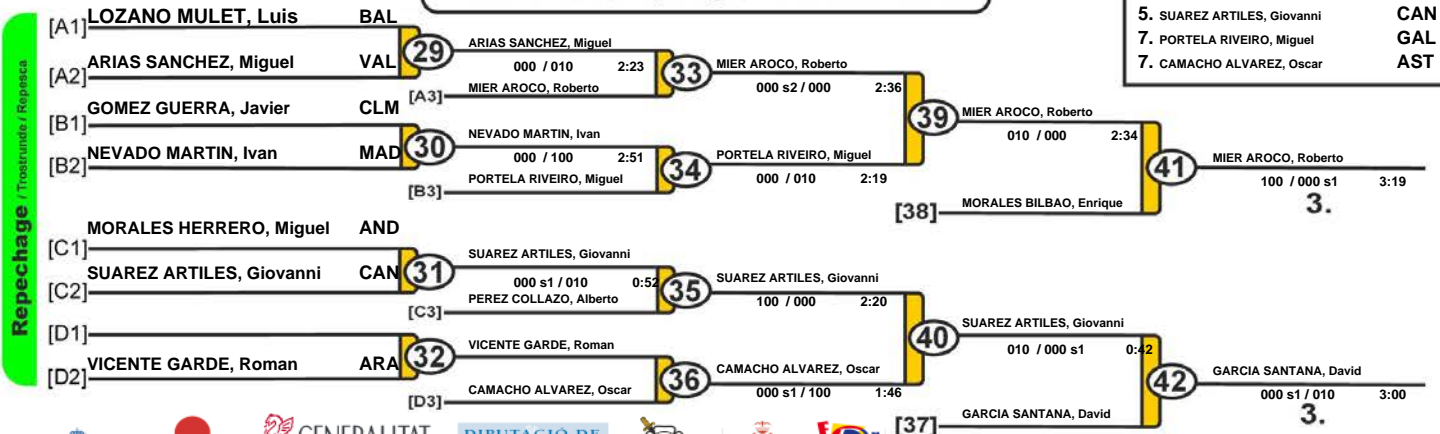 5. SUAREZ ARTILES, Giovanni CAN
7. PORTELA RIVEIRO, Miguel GAL
7. CAMACHO ALVAREZ, Oscar AST
Repechage / Trostrunde / Repesca
[A1] LOZANO MULET, Luis BAL
[A2] ARIAS SANCHEZ, Miguel VAL
29
ARIAS SANCHEZ, Miguel
000 / 010 2:23
[A3] MIER AROCO, Roberto
33
MIER AROCO, Roberto
000 s2 / 000 2:36
[B1] GOMEZ GUERRA, Javier CLM
[B2] NEVADO MARTIN, Ivan MAD
30
NEVADO MARTIN, Ivan
000 / 100 2:51
[B3] PORTELA RIVEIRO, Miguel
34
PORTELA RIVEIRO, Miguel
000 / 010 2:19
39
MIER AROCO, Roberto
010 / 000 2:34
[38] MORALES BILBAO, Enrique
41
MIER AROCO, Roberto
100 / 000 s1 3:19
3.
[C1] MORALES HERRERO, Miguel AND
[C2] SUAREZ ARTILES, Giovanni CAN
31
SUAREZ ARTILES, Giovanni
000 s1 / 010 0:52
[C3] PEREZ COLLAZO, Alberto
35
SUAREZ ARTILES, Giovanni
100 / 000 2:20
[D1]
[D2] VICENTE GARDE, Roman ARA
32
VICENTE GARDE, Roman
[D3] CAMACHO ALVAREZ, Oscar
36
CAMACHO ALVAREZ, Oscar
000 s1 / 100 1:46
40
SUAREZ ARTILES, Giovanni
010 / 000 s1 0:42
[37] GARCIA SANTANA, David
42
GARCIA SANTANA, David
000 s1 / 010 3:00
3.
GENERALITAT
DIPUTACIÓ DE